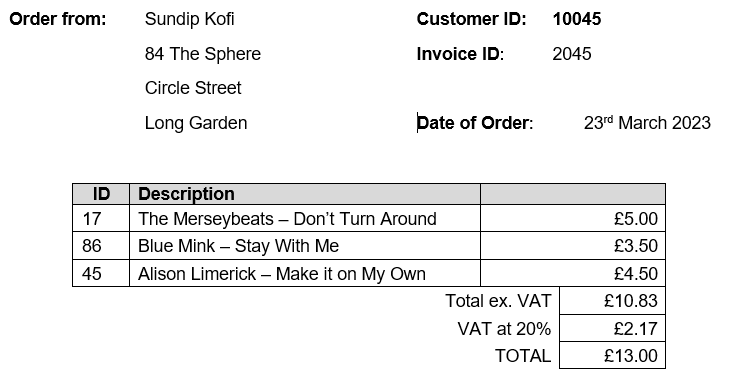 Order from: Sundip Kofi Customer ID: 10045
84 The Sphere Invoice ID: 2045
Circle Street
Long Garden Date of Order: 23rd March 2023
ID Description
17 The Merseybeats – Don’t Turn Around £5.00
86 Blue Mink – Stay With Me £3.50
45 Alison Limerick – Make it on My Own £4.50
Total ex. VAT £10.83
VAT at 20% £2.17
TOTAL £13.00